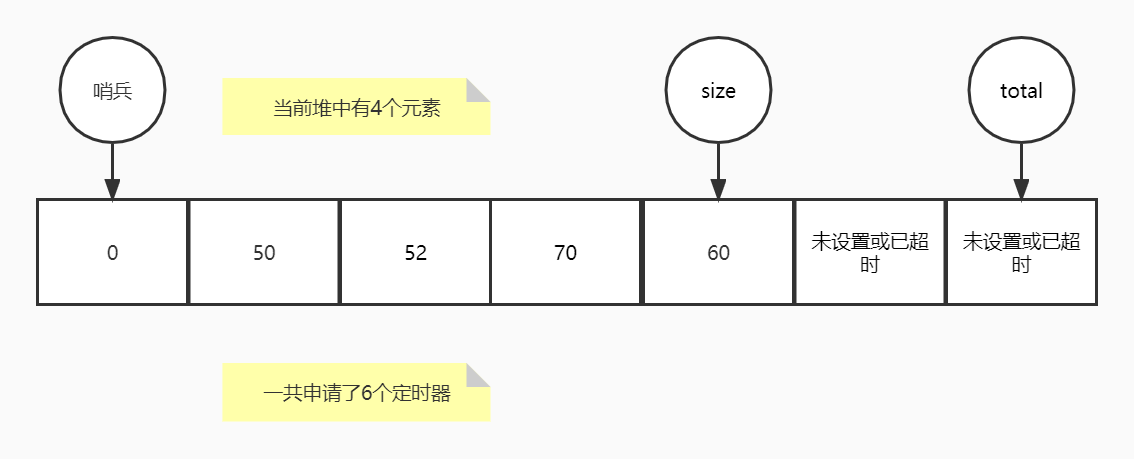 哨兵
当前堆中有4个元素
size
total
0
50
52
70
60
未设置或已超
时
未设置或已超
时
一共申请了6个定时器